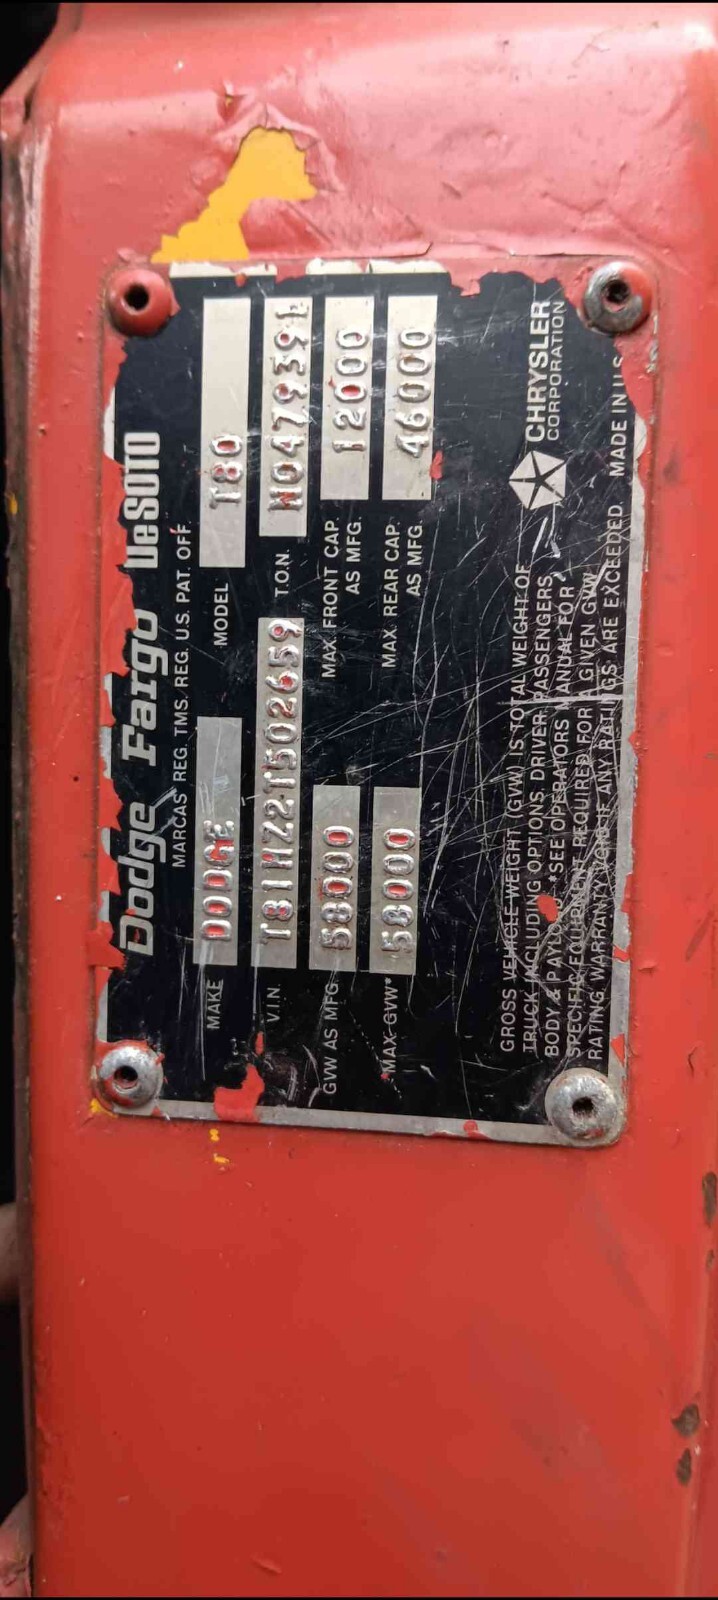 Dodge Fargo DeSOTO
MARCAS REG. TMS. REG. U.S. PAT. OFF.
MAKE DODGE MODEL T80
V.I.N. T81HZ2T502659 T.O.N. W0479391
GVW AS MFG. 58000 MAX. FRONT CAP. AS MFG. 12000
MAX. GVW* 58000 MAX. REAR CAP. AS MFG. 46000
GROSS VEHICLE WEIGHT (GVW) IS TOTAL WEIGHT OF
TRUCK INCLUDING OPTIONS, DRIVER, PASSENGERS,
BODY & PAYLOAD *SEE OPERATORS MANUAL FOR
SPECIFIC EQUIPMENT REQUIRED FOR A GIVEN GVW
RATING WARRANTY VOID IF ANY RATINGS ARE EXCEEDED. MADE IN U.S.
CHRYSLER
CORPORATION